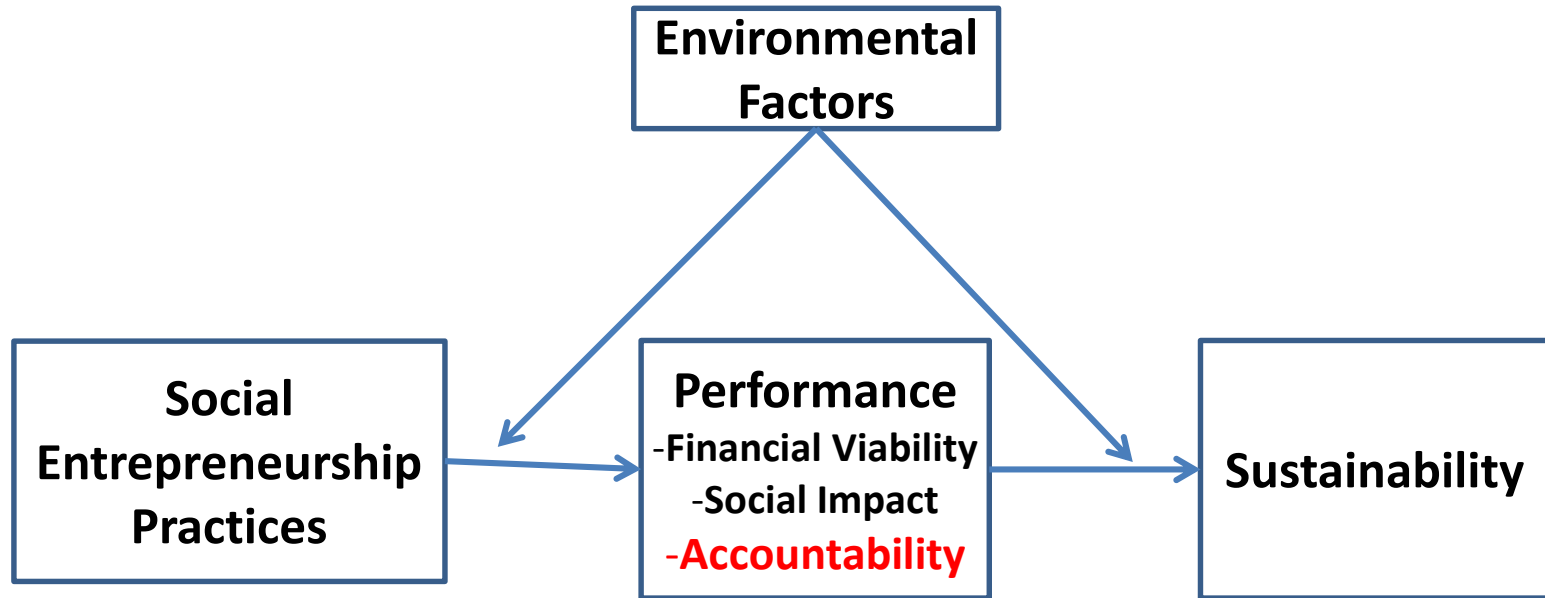 Environmental
Factors
Social
Entrepreneurship
Practices
Performance
-Financial Viability
-Social Impact
-Accountability
Sustainability